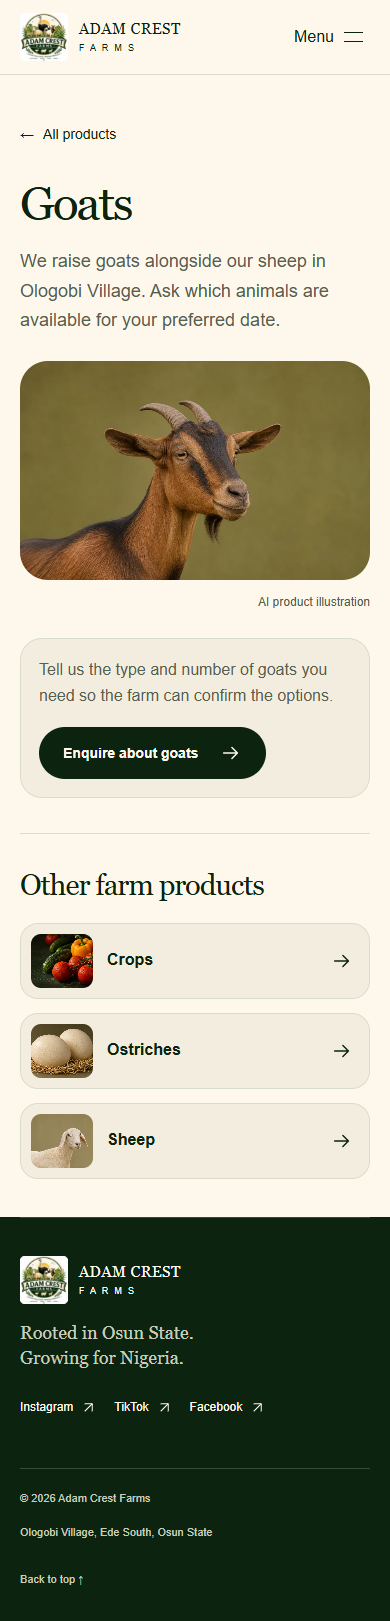 ADAM CREST
FARMS
Menu
← All products
Goats
We raise goats alongside our sheep in
Ologobi Village. Ask which animals are
available for your preferred date.
AI product illustration
Tell us the type and number of goats you
need so the farm can confirm the options.
Enquire about goats →
Other farm products
Crops →
Ostriches →
Sheep →
ADAM CREST
FARMS
ADAM CREST
FARMS
Rooted in Osun State.
Growing for Nigeria.
Instagram ↗ TikTok ↗ Facebook ↗
© 2026 Adam Crest Farms
Ologobi Village, Ede South, Osun State
Back to top ↑